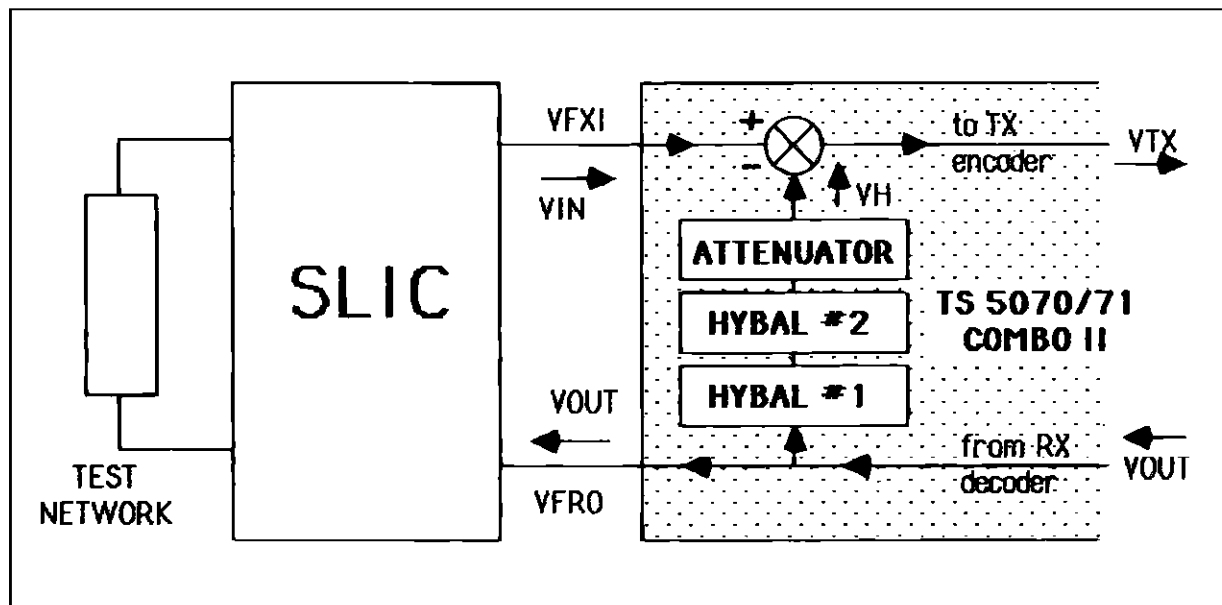 VFXI
+
to TX
encoder
VTX
−
VIN
VH
ATTENUATOR
SLIC
HYBAL #2
TS 5070/71
COMBO II
HYBAL #1
VOUT
from RX
decoder
VOUT
VFRO
TEST
NETWORK